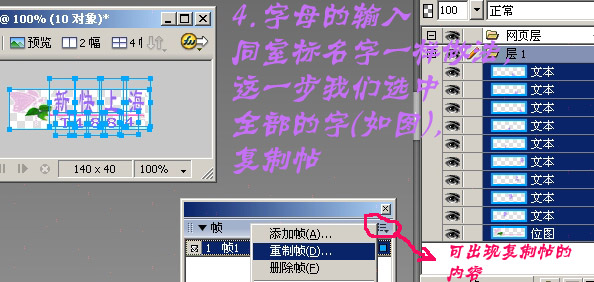 @ 100% (10 对象)*
预览 2 幅 4 幅
新快上海
T4884
140 x 40 100%
4.字母的输入
同室标名字一样做法,
这一步我们选中
全部的字(如图),
复制帖
帧
1 帧1
添加帧(A)...
重制帧(D)...
删除帧(F)
可出现复制帖的
内容
100 正常
网页层
层 1
文本
文本
文本
文本
文本
文本
文本
文本
文本
位图